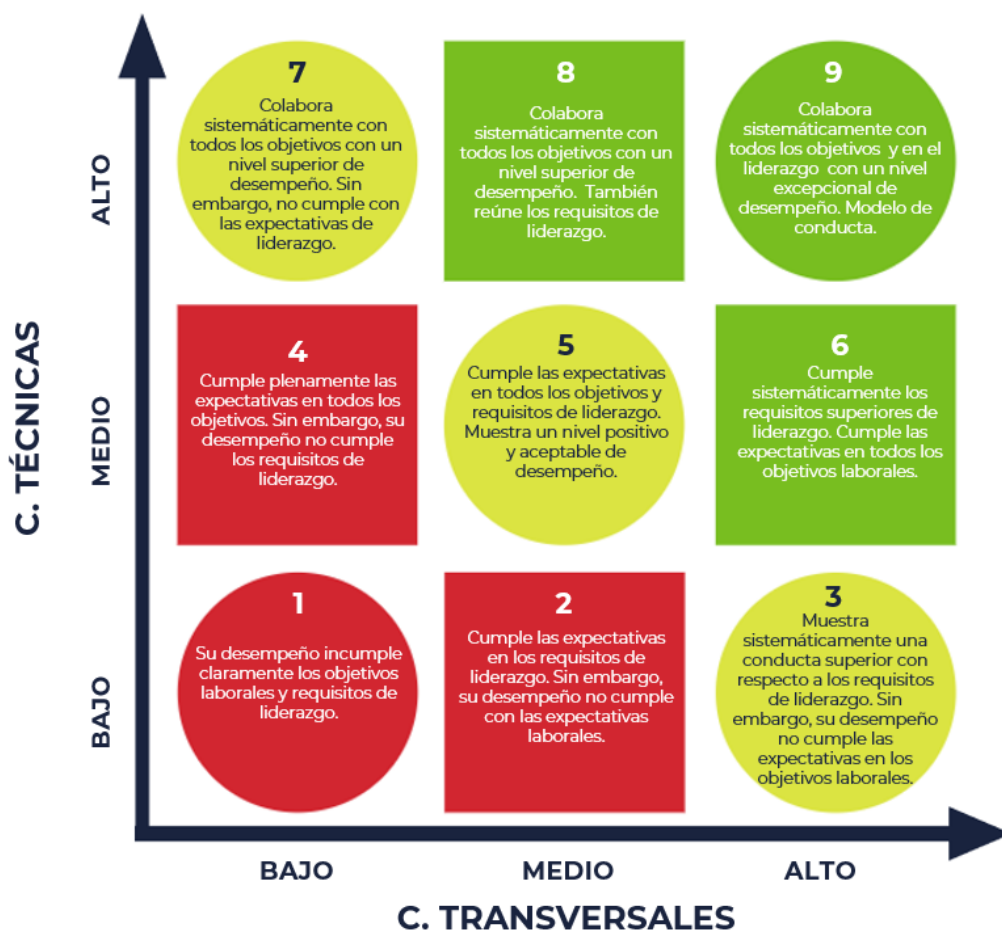 C. TÉCNICAS
ALTO
7
Colabora
sistemáticamente con
todos los objetivos con un
nivel superior de
desempeño. Sin
embargo, no cumple con
las expectativas de
liderazgo.
8
Colabora
sistemáticamente con
todos los objetivos con un
nivel superior de
desempeño. También
reúne los requisitos de
liderazgo.
9
Colabora
sistemáticamente con
todos los objetivos y en el
liderazgo con un nivel
excepcional de
desempeño. Modelo de
conducta.
MEDIO
4
Cumple plenamente las
expectativas en todos los
objetivos. Sin embargo, su
desempeño no cumple
los requisitos de
liderazgo.
5
Cumple las expectativas
en todos los objetivos y
requisitos de liderazgo.
Muestra un nivel positivo
y aceptable de
desempeño.
6
Cumple
sistemáticamente los
requisitos superiores de
liderazgo. Cumple las
expectativas en todos los
objetivos laborales.
BAJO
1
Su desempeño incumple
claramente los objetivos
laborales y requisitos de
liderazgo.
2
Cumple las expectativas
en los requisitos de
liderazgo. Sin embargo,
su desempeño no cumple
con las expectativas
laborales.
3
Muestra
sistemáticamente una
conducta superior con
respecto a los requisitos
de liderazgo. Sin
embargo, su desempeño
no cumple las
expectativas en los
objetivos laborales.
BAJO
MEDIO
ALTO
C. TRANSVERSALES